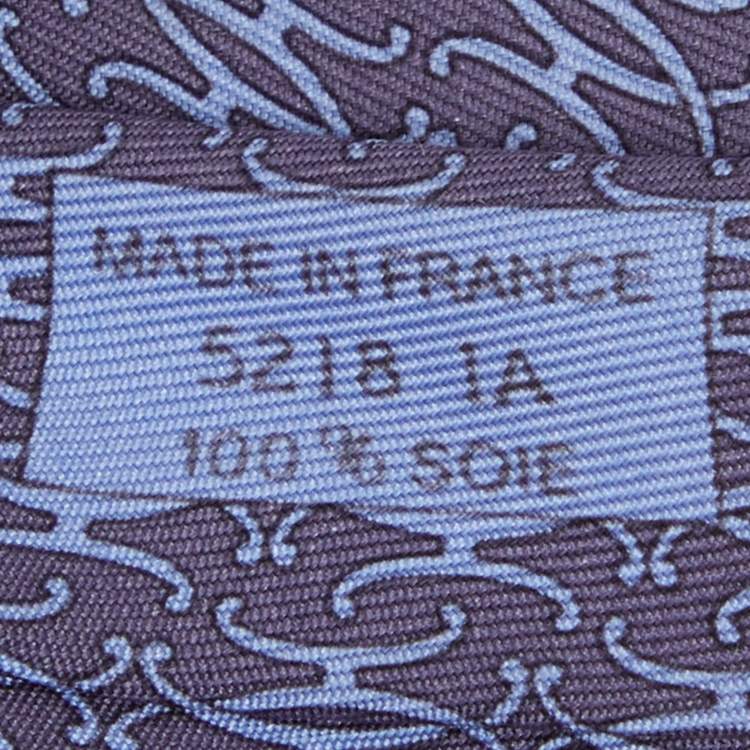 MADE IN FRANCE
5218 1A
100% SOIE